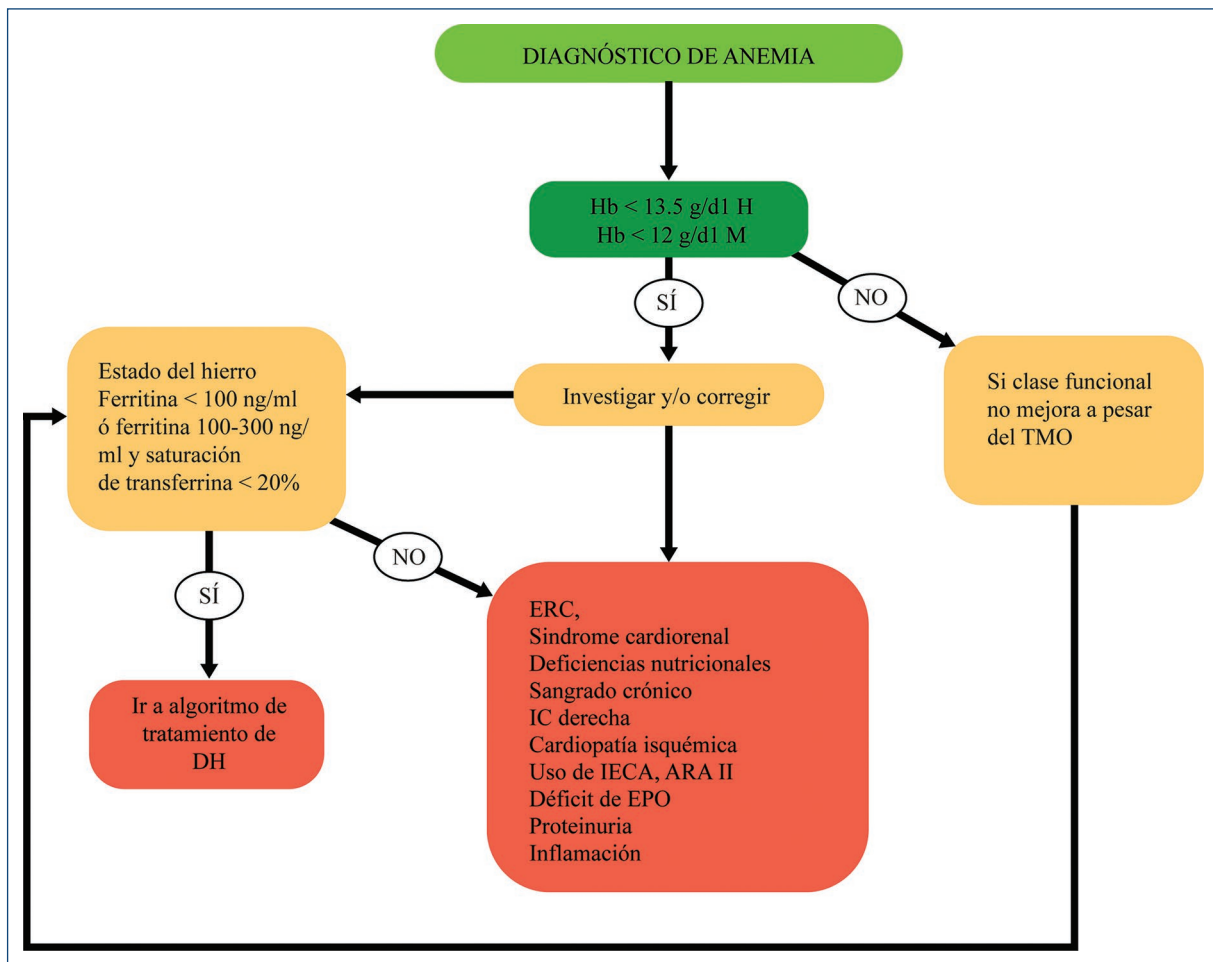 DIAGNÓSTICO DE ANEMIA
Hb < 13.5 g/d1 H
Hb < 12 g/d1 M
SÍ
NO
Investigar y/o corregir
Si clase funcional
no mejora a pesar
del TMO
Estado del hierro
Ferritina < 100 ng/ml
ó ferritina 100-300 ng/
ml y saturación
de transferrina < 20%
SÍ
NO
Ir a algoritmo de
tratamiento de
DH
ERC,
Sindrome cardiorenal
Deficiencias nutricionales
Sangrado crónico
IC derecha
Cardiopatía isquémica
Uso de IECA, ARA II
Déficit de EPO
Proteinuria
Inflamación